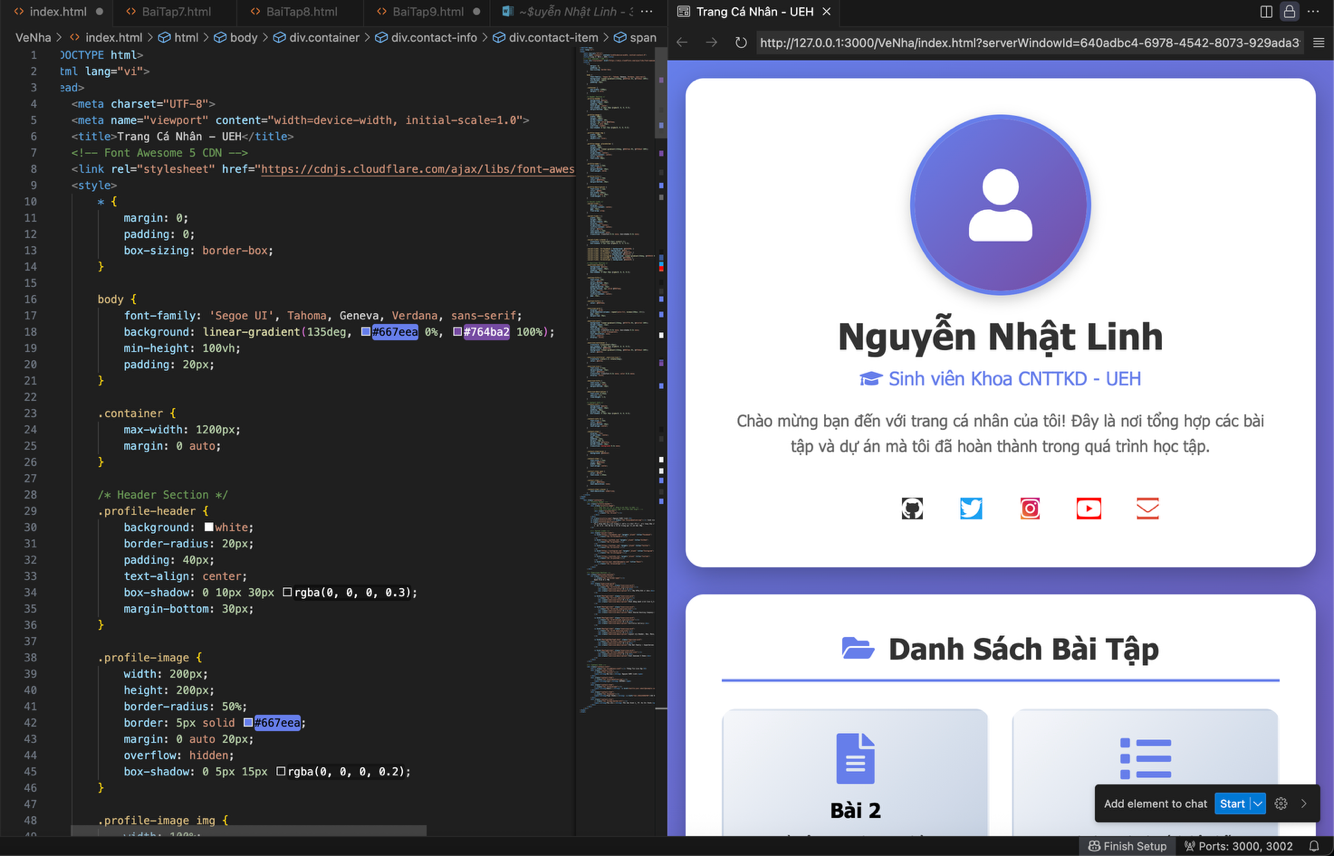 index.html
BaiTap7.html
BaiTap8.html
BaiTap9.html
~$uyễn Nhật Linh - 3
Trang Cá Nhân - UEH
VeNha > index.html > html > body > div.container > div.contact-info > div.contact-item > span
http://127.0.0.1:3000/VeNha/index.html?serverWindowId=640adbc4-6978-4542-8073-929ada3
1 OCTYPE html>
2 tml lang="vi">
3 ead>
4 <meta charset="UTF-8">
5 <meta name="viewport" content="width=device-width, initial-scale=1.0">
6 <title>Trang Cá Nhân - UEH</title>
7 <!-- Font Awesome 5 CDN -->
8 <link rel="stylesheet" href="https://cdnjs.cloudflare.com/ajax/libs/font-awes
9 <style>
10 * {
11 margin: 0;
12 padding: 0;
13 box-sizing: border-box;
14 }
15
16 body {
17 font-family: 'Segoe UI', Tahoma, Geneva, Verdana, sans-serif;
18 background: linear-gradient(135deg, #667eea 0%, #764ba2 100%);
19 min-height: 100vh;
20 padding: 20px;
21 }
22
23 .container {
24 max-width: 1200px;
25 margin: 0 auto;
26 }
27
28 /* Header Section */
29 .profile-header {
30 background: white;
31 border-radius: 20px;
32 padding: 40px;
33 text-align: center;
34 box-shadow: 0 10px 30px rgba(0, 0, 0, 0.3);
35 margin-bottom: 30px;
36 }
37
38 .profile-image {
39 width: 200px;
40 height: 200px;
41 border-radius: 50%;
42 border: 5px solid #667eea;
43 margin: 0 auto 20px;
44 overflow: hidden;
45 box-shadow: 0 5px 15px rgba(0, 0, 0, 0.2);
46 }
47
48 .profile-image img {
49 width: 100%;
Nguyễn Nhật Linh
Sinh viên Khoa CNTTKD - UEH
Chào mừng bạn đến với trang cá nhân của tôi! Đây là nơi tổng hợp các bài
tập và dự án mà tôi đã hoàn thành trong quá trình học tập.
Danh Sách Bài Tập
Bài 2
Add element to chat
Start
Finish Setup
Ports: 3000, 3002